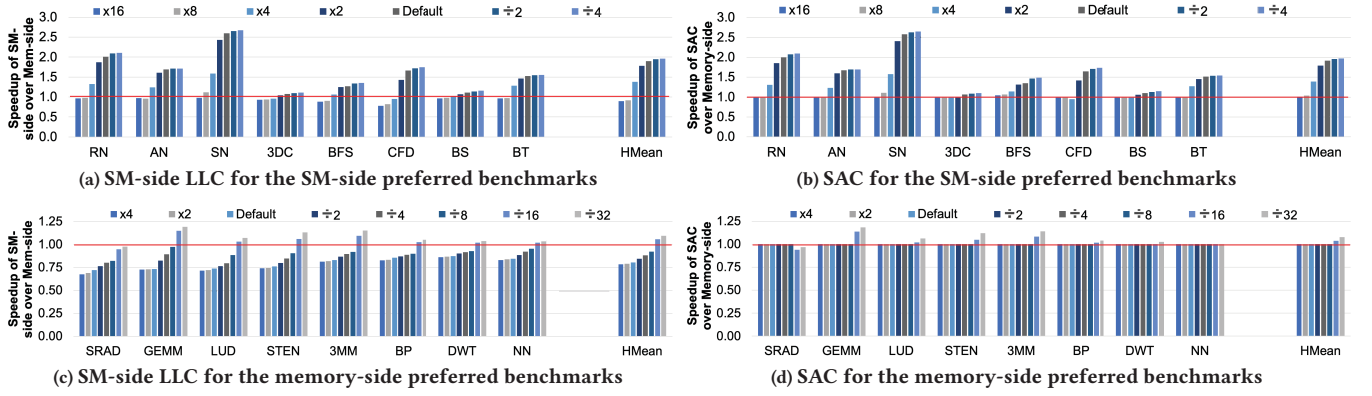 x16 x8 x4 x2 Default ÷2 ÷4
Speedup of SM-
side over Mem-side
3.0
2.5
2.0
1.5
1.0
0.5
0.0
RN AN SN 3DC BFS CFD BS BT HMean
(a) SM-side LLC for the SM-side preferred benchmarks
x16 x8 x4 x2 Default ÷2 ÷4
Speedup of SAC
over Memory-side
3.0
2.5
2.0
1.5
1.0
0.5
0.0
RN AN SN 3DC BFS CFD BS BT HMean
(b) SAC for the SM-side preferred benchmarks
x4 x2 Default ÷2 ÷4 ÷8 ÷16 ÷32
Speedup of SM-
side over Mem-side
1.25
1.00
0.75
0.50
0.25
0.00
SRAD GEMM LUD STEN 3MM BP DWT NN HMean
(c) SM-side LLC for the memory-side preferred benchmarks
x4 x2 Default ÷2 ÷4 ÷8 ÷16 ÷32
Speedup of SAC
over Memory-side
1.25
1.00
0.75
0.50
0.25
0.00
SRAD GEMM LUD STEN 3MM BP DWT NN HMean
(d) SAC for the memory-side preferred benchmarks